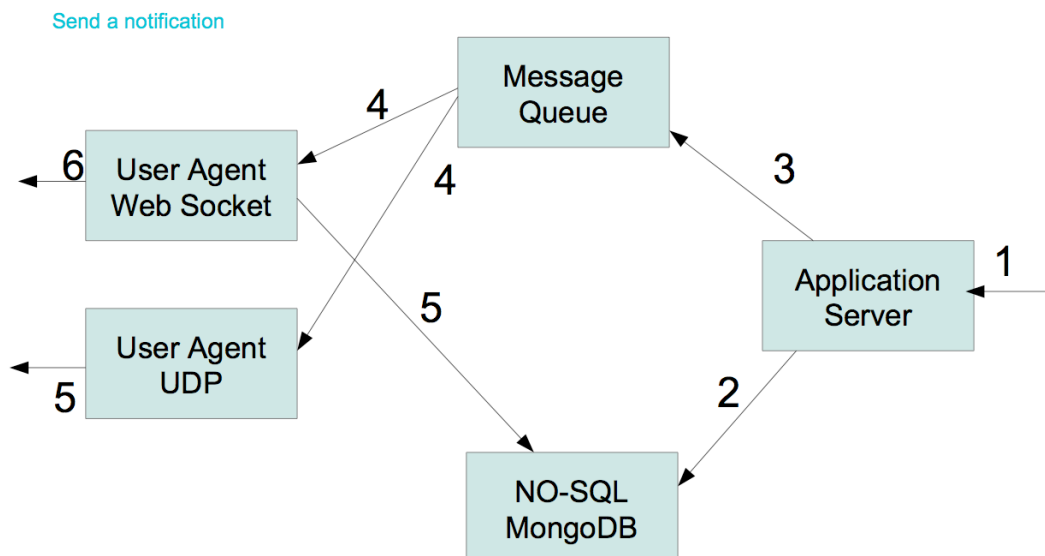 Send a notification
Message
Queue
4
6
User Agent
Web Socket
4
3
1
Application
Server
5
User Agent
UDP
5
2
NO-SQL
MongoDB